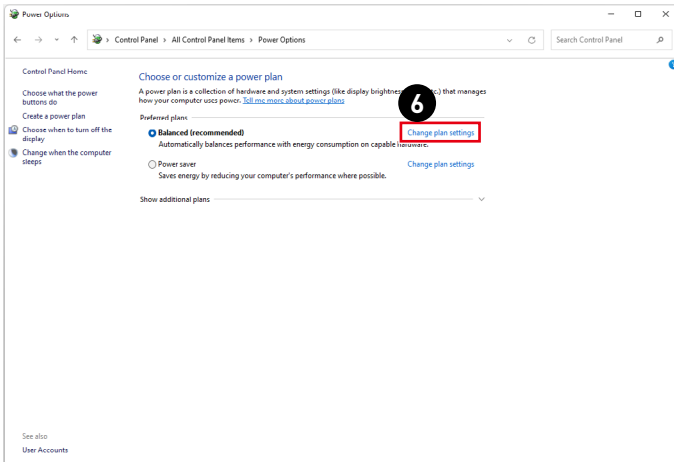 Power Options
Control Panel > All Control Panel Items > Power Options
Search Control Panel
Control Panel Home
Choose what the power
buttons do
Create a power plan
Choose when to turn off the
display
Change when the computer
sleeps
Choose or customize a power plan
A power plan is a collection of hardware and system settings (like display brightness, etc.) that manages
how your computer uses power. Tell me more about power plans
6
Preferred plans
Balanced (recommended)
Change plan settings
Automatically balances performance with energy consumption on capable hardware.
Power saver
Change plan settings
Saves energy by reducing your computer's performance where possible.
Show additional plans
See also
User Accounts